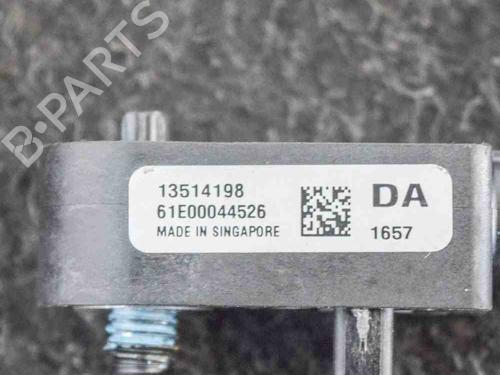 B-PARTS
13514198
61E00044526
MADE IN SINGAPORE
DA
1657